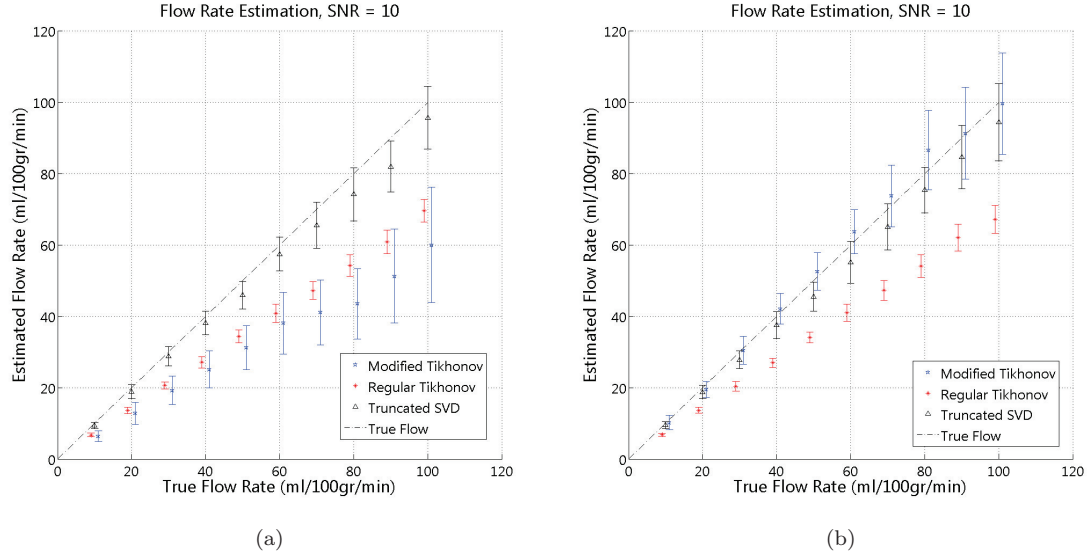 Flow Rate Estimation, SNR = 10
120
100
80
60
40
20
0
Estimated Flow Rate (ml/100gr/min)
Modified Tikhonov
Regular Tikhonov
Truncated SVD
True Flow
0 20 40 60 80 100 120
True Flow Rate (ml/100gr/min)
(a)
Flow Rate Estimation, SNR = 10
120
100
80
60
40
20
0
Estimated Flow Rate (ml/100gr/min)
Modified Tikhonov
Regular Tikhonov
Truncated SVD
True Flow
0 20 40 60 80 100 120
True Flow Rate (ml/100gr/min)
(b)